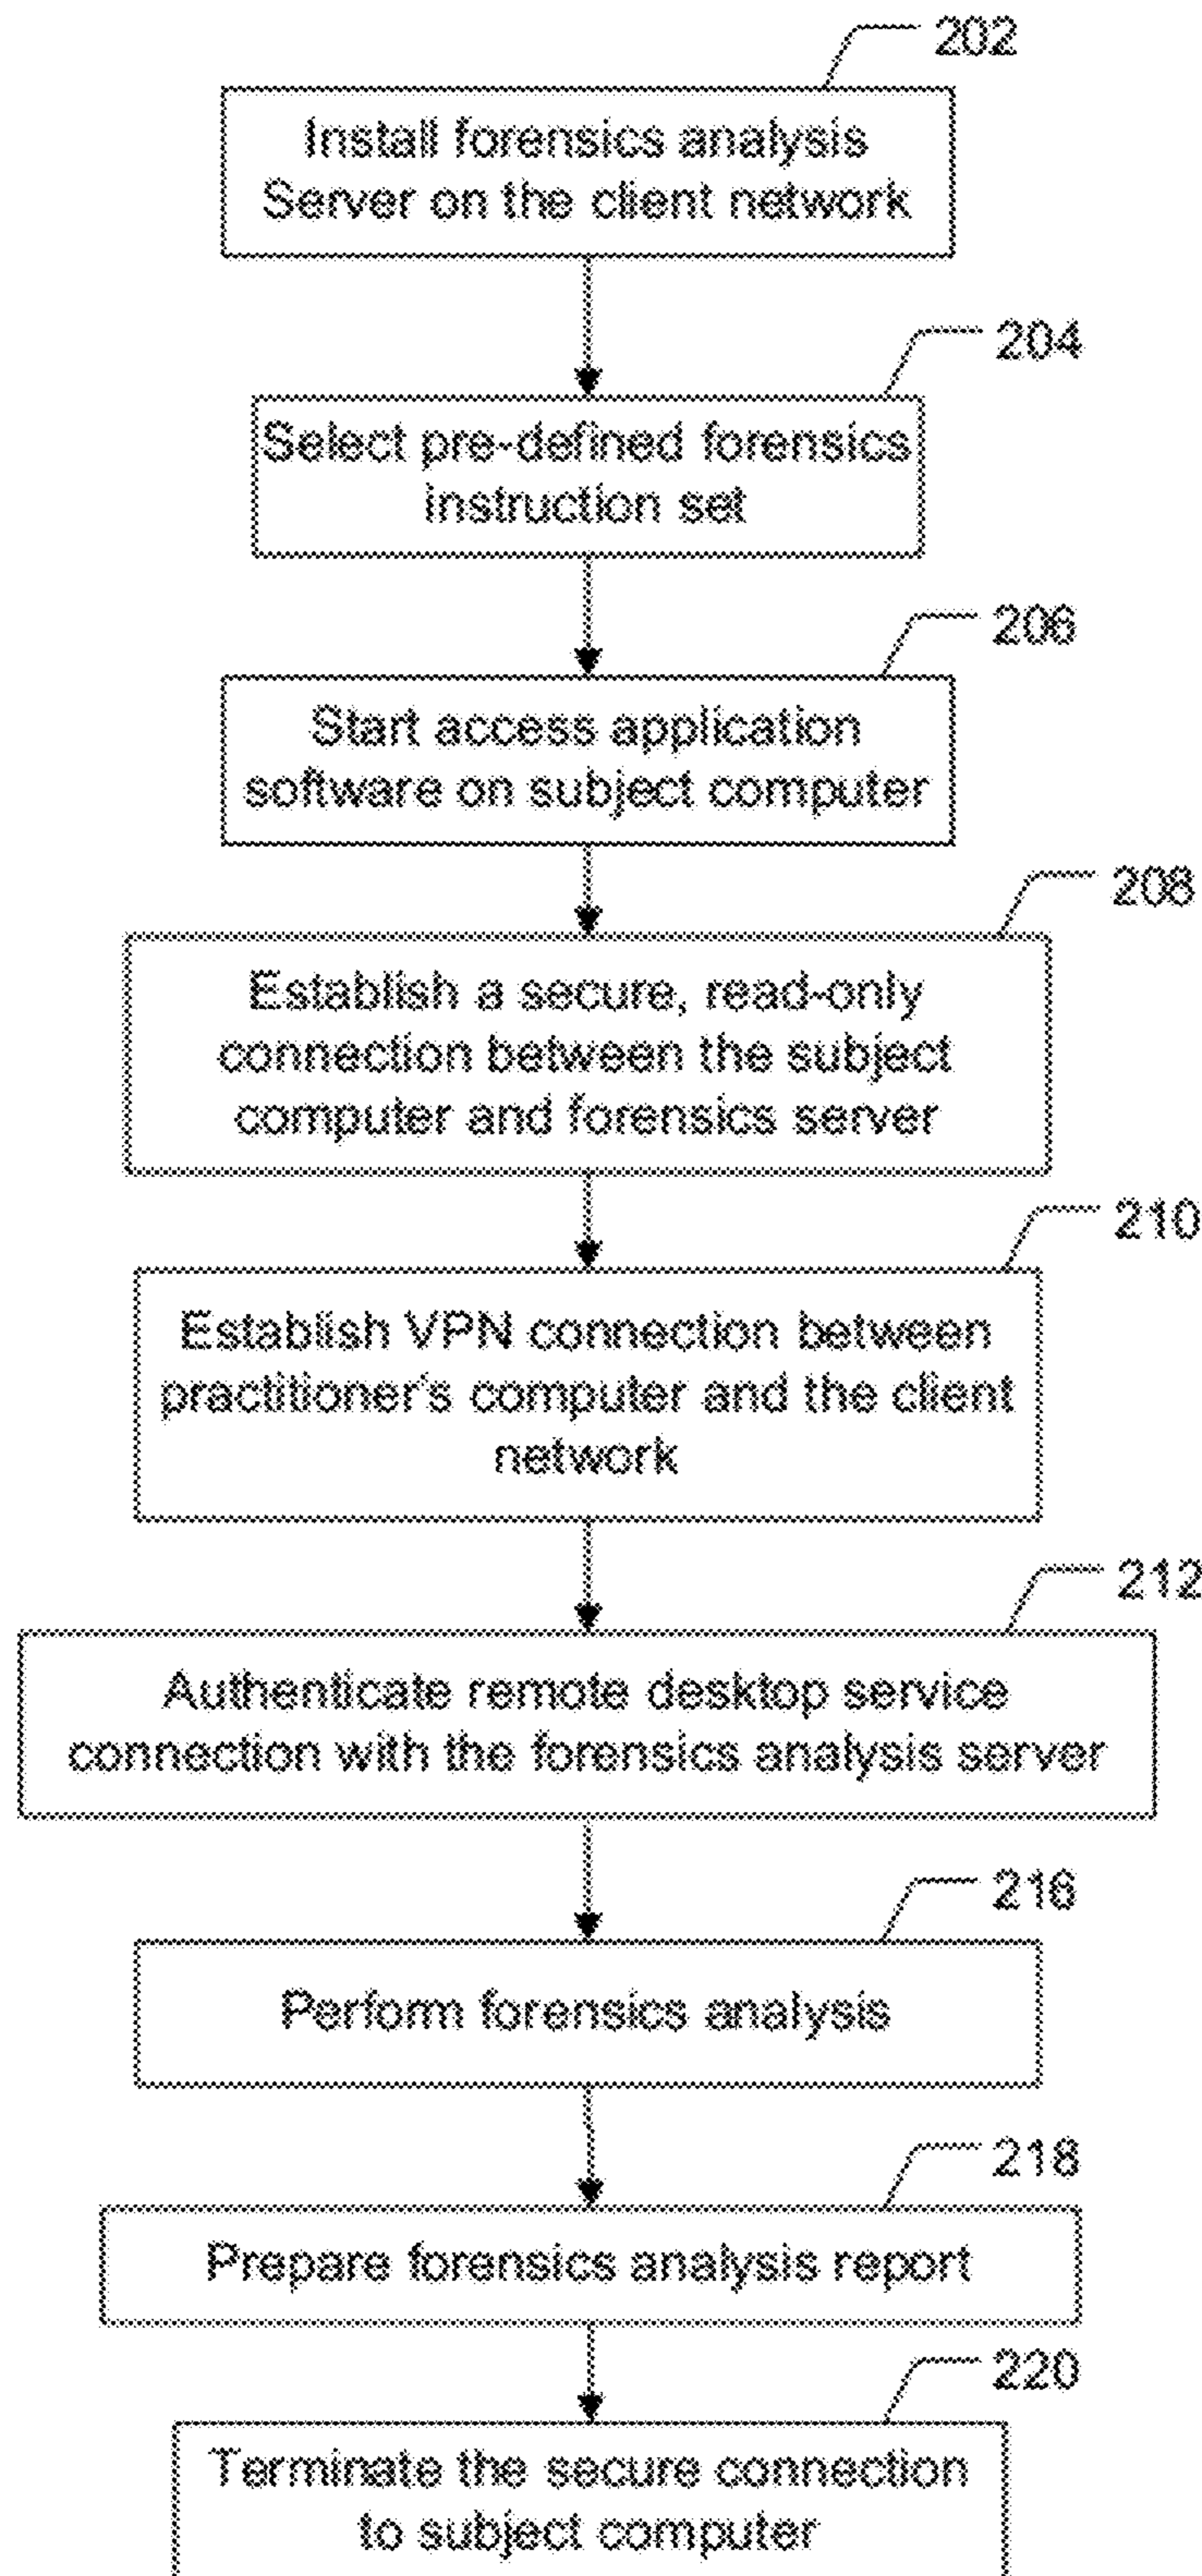 202
Install forensics analysis
Server on the client network
204
Select pre-defined forensics
instruction set
206
Start access application
software on subject computer
208
Establish a secure, read-only
connection between the subject
computer and forensics server
210
Establish VPN connection between
practitioner's computer and the client
network
212
Authenticate remote desktop service
connection with the forensics analysis server
216
Perform forensics analysis
218
Prepare forensics analysis report
220
Terminate the secure connection
to subject computer